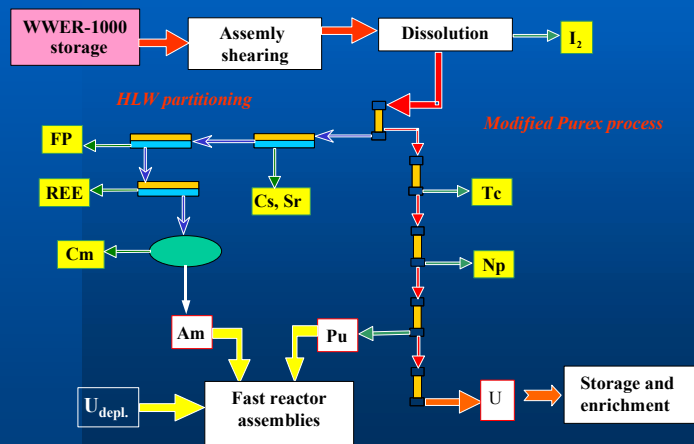 WWER-1000
storage
Assemly
shearing
Dissolution
I2
HLW partitioning
Modified Purex process
FP
REE
Cs, Sr
Tc
Cm
Np
Am
Pu
Udepl.
Fast reactor
assemblies
U
Storage and
enrichment